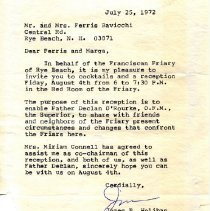 July 25, 1972
Mr. and Mrs. Ferris Bavicchi
Central Rd.
Rye Beach, N. H. 03071
Dear Ferris and Marga,
In behalf of the Franciscan Friary
of Rye Beach, it is my pleasure to
invite you to cocktails and a reception
Friday, August 4th from 6 to 7:30 P.M.
in the Red Room of the Friary.
The purpose of this reception is to
enable Father Declan O'Rourke, O.F.M.,
the Superior, to share with friends
and neighbors of the Friary present
circumstances and changes that confront
the Friars here.
Mrs. Miriam Connell has agreed to
assist me as co-chairman of this
reception, and both of us, as well as
Father Declan, sincerely hope you can
be with us on August 4th.
Cordially,
Jim